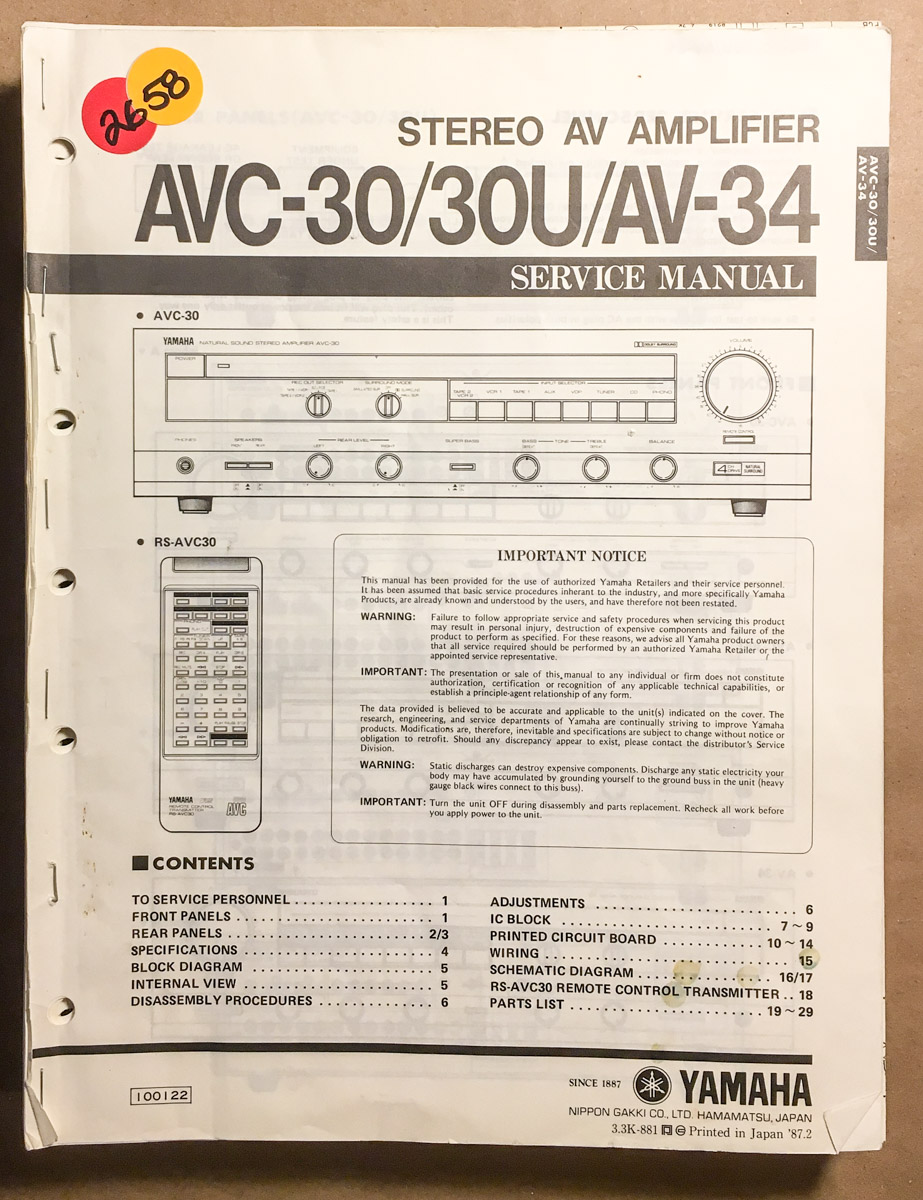 2658
STEREO AV AMPLIFIER
AVC-30/30U/AV-34
AVC-30/30U/
AV-34
SERVICE MANUAL
● AVC-30
YAMAHA NATURAL SOUND STEREO AMPLIFIER AVC-30
DOLBY SURROUND
VOLUME
POWER
REC OUT SELECTOR
SURROUND MODE
INPUT SELECTOR
TAPE 2 VCR 1 TAPE 1 AUX VDP TUNER CD PHONO
VCR 2
PHONES
SPEAKERS
REAR LEVEL
LEFT
RIGHT
SUPER BASS
BASS TONE TREBLE
BALANCE
4 CH DRIVE
NATURAL SURROUND
● RS-AVC30
YAMAHA
REMOTE CONTROL
TRANSMITTER
RS-AVC30
AVC
IMPORTANT NOTICE
This manual has been provided for the use of authorized Yamaha Retailers and their service personnel.
It has been assumed that basic service procedures inherant to the industry, and more specifically Yamaha
Products, are already known and understood by the users, and have therefore not been restated.
WARNING: Failure to follow appropriate service and safety procedures when servicing this product
may result in personal injury, destruction of expensive components and failure of the
product to perform as specified. For these reasons, we advise all Yamaha product owners
that all service required should be performed by an authorized Yamaha Retailer or the
appointed service representative.
IMPORTANT: The presentation or sale of this manual to any individual or firm does not constitute
authorization, certification or recognition of any applicable technical capabilities, or
establish a principle-agent relationship of any form.
The data provided is believed to be accurate and applicable to the unit(s) indicated on the cover. The
research, engineering, and service departments of Yamaha are continually striving to improve Yamaha
products. Modifications are, therefore, inevitable and specifications are subject to change without notice or
obligation to retrofit. Should any discrepancy appear to exist, please contact the distributor's Service
Division.
WARNING: Static discharges can destroy expensive components. Discharge any static electricity your
body may have accumulated by grounding yourself to the ground buss in the unit (heavy
gauge black wires connect to this buss).
IMPORTANT: Turn the unit OFF during disassembly and parts replacement. Recheck all work before
you apply power to the unit.
■ CONTENTS
TO SERVICE PERSONNEL ................. 1
FRONT PANELS ........................ 1
REAR PANELS ......................... 2/3
SPECIFICATIONS ...................... 4
BLOCK DIAGRAM ....................... 5
INTERNAL VIEW ....................... 5
DISASSEMBLY PROCEDURES .............. 6
ADJUSTMENTS ......................... 6
IC BLOCK ............................ 7~9
PRINTED CIRCUIT BOARD ............... 10~14
WIRING .............................. 15
SCHEMATIC DIAGRAM ................... 16/17
RS-AVC30 REMOTE CONTROL TRANSMITTER .. 18
PARTS LIST .......................... 19~29
100122
SINCE 1887 YAMAHA
NIPPON GAKKI CO., LTD. HAMAMATSU, JAPAN
3.3K-881 Printed in Japan '87.2